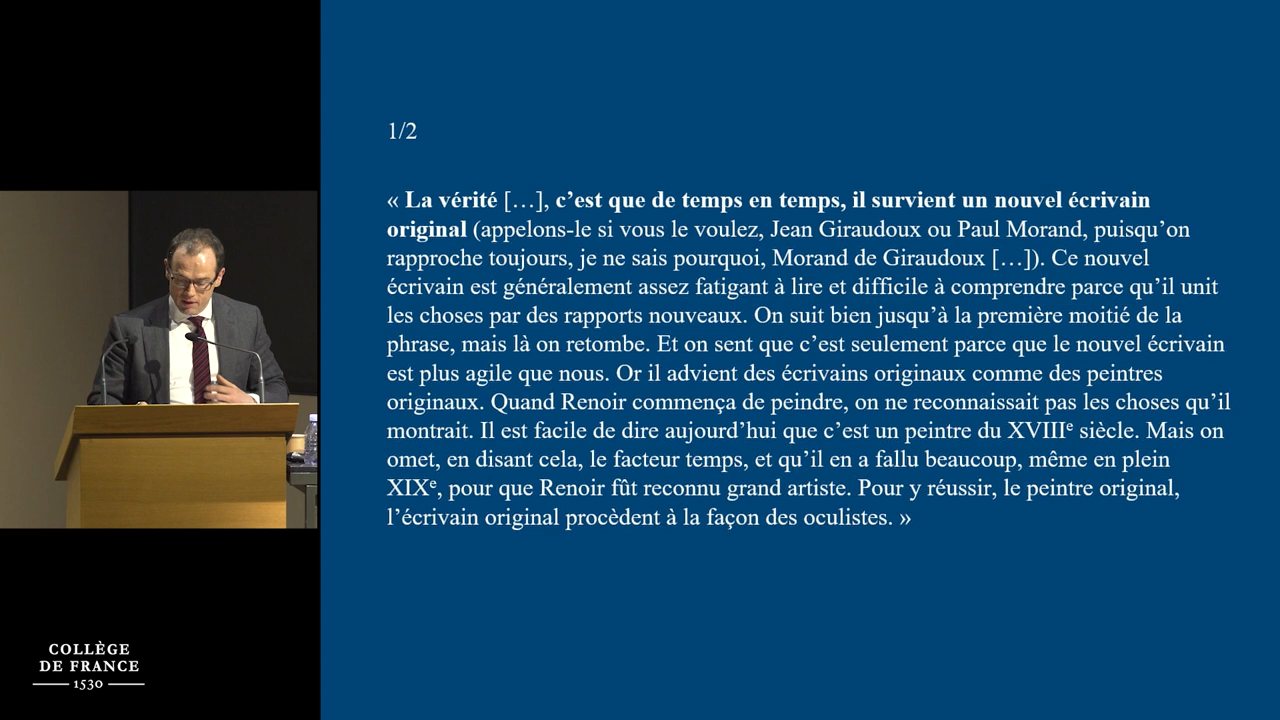 1/2
« La vérité […], c’est que de temps en temps, il survient un nouvel écrivain
original (appelons-le si vous le voulez, Jean Giraudoux ou Paul Morand, puisqu’on
rapproche toujours, je ne sais pourquoi, Morand de Giraudoux […]). Ce nouvel
écrivain est généralement assez fatigant à lire et difficile à comprendre parce qu’il unit
les choses par des rapports nouveaux. On suit bien jusqu’à la première moitié de la
phrase, mais là on retombe. Et on sent que c’est seulement parce que le nouvel écrivain
est plus agile que nous. Or il advient des écrivains originaux comme des peintres
originaux. Quand Renoir commença de peindre, on ne reconnaissait pas les choses qu’il
montrait. Il est facile de dire aujourd’hui que c’est un peintre du XVIIIᵉ siècle. Mais on
omet, en disant cela, le facteur temps, et qu’il en a fallu beaucoup, même en plein
XIXᵉ, pour que Renoir fût reconnu grand artiste. Pour y réussir, le peintre original,
l’écrivain original procèdent à la façon des oculistes. »
COLLÈGE
DE FRANCE
1530